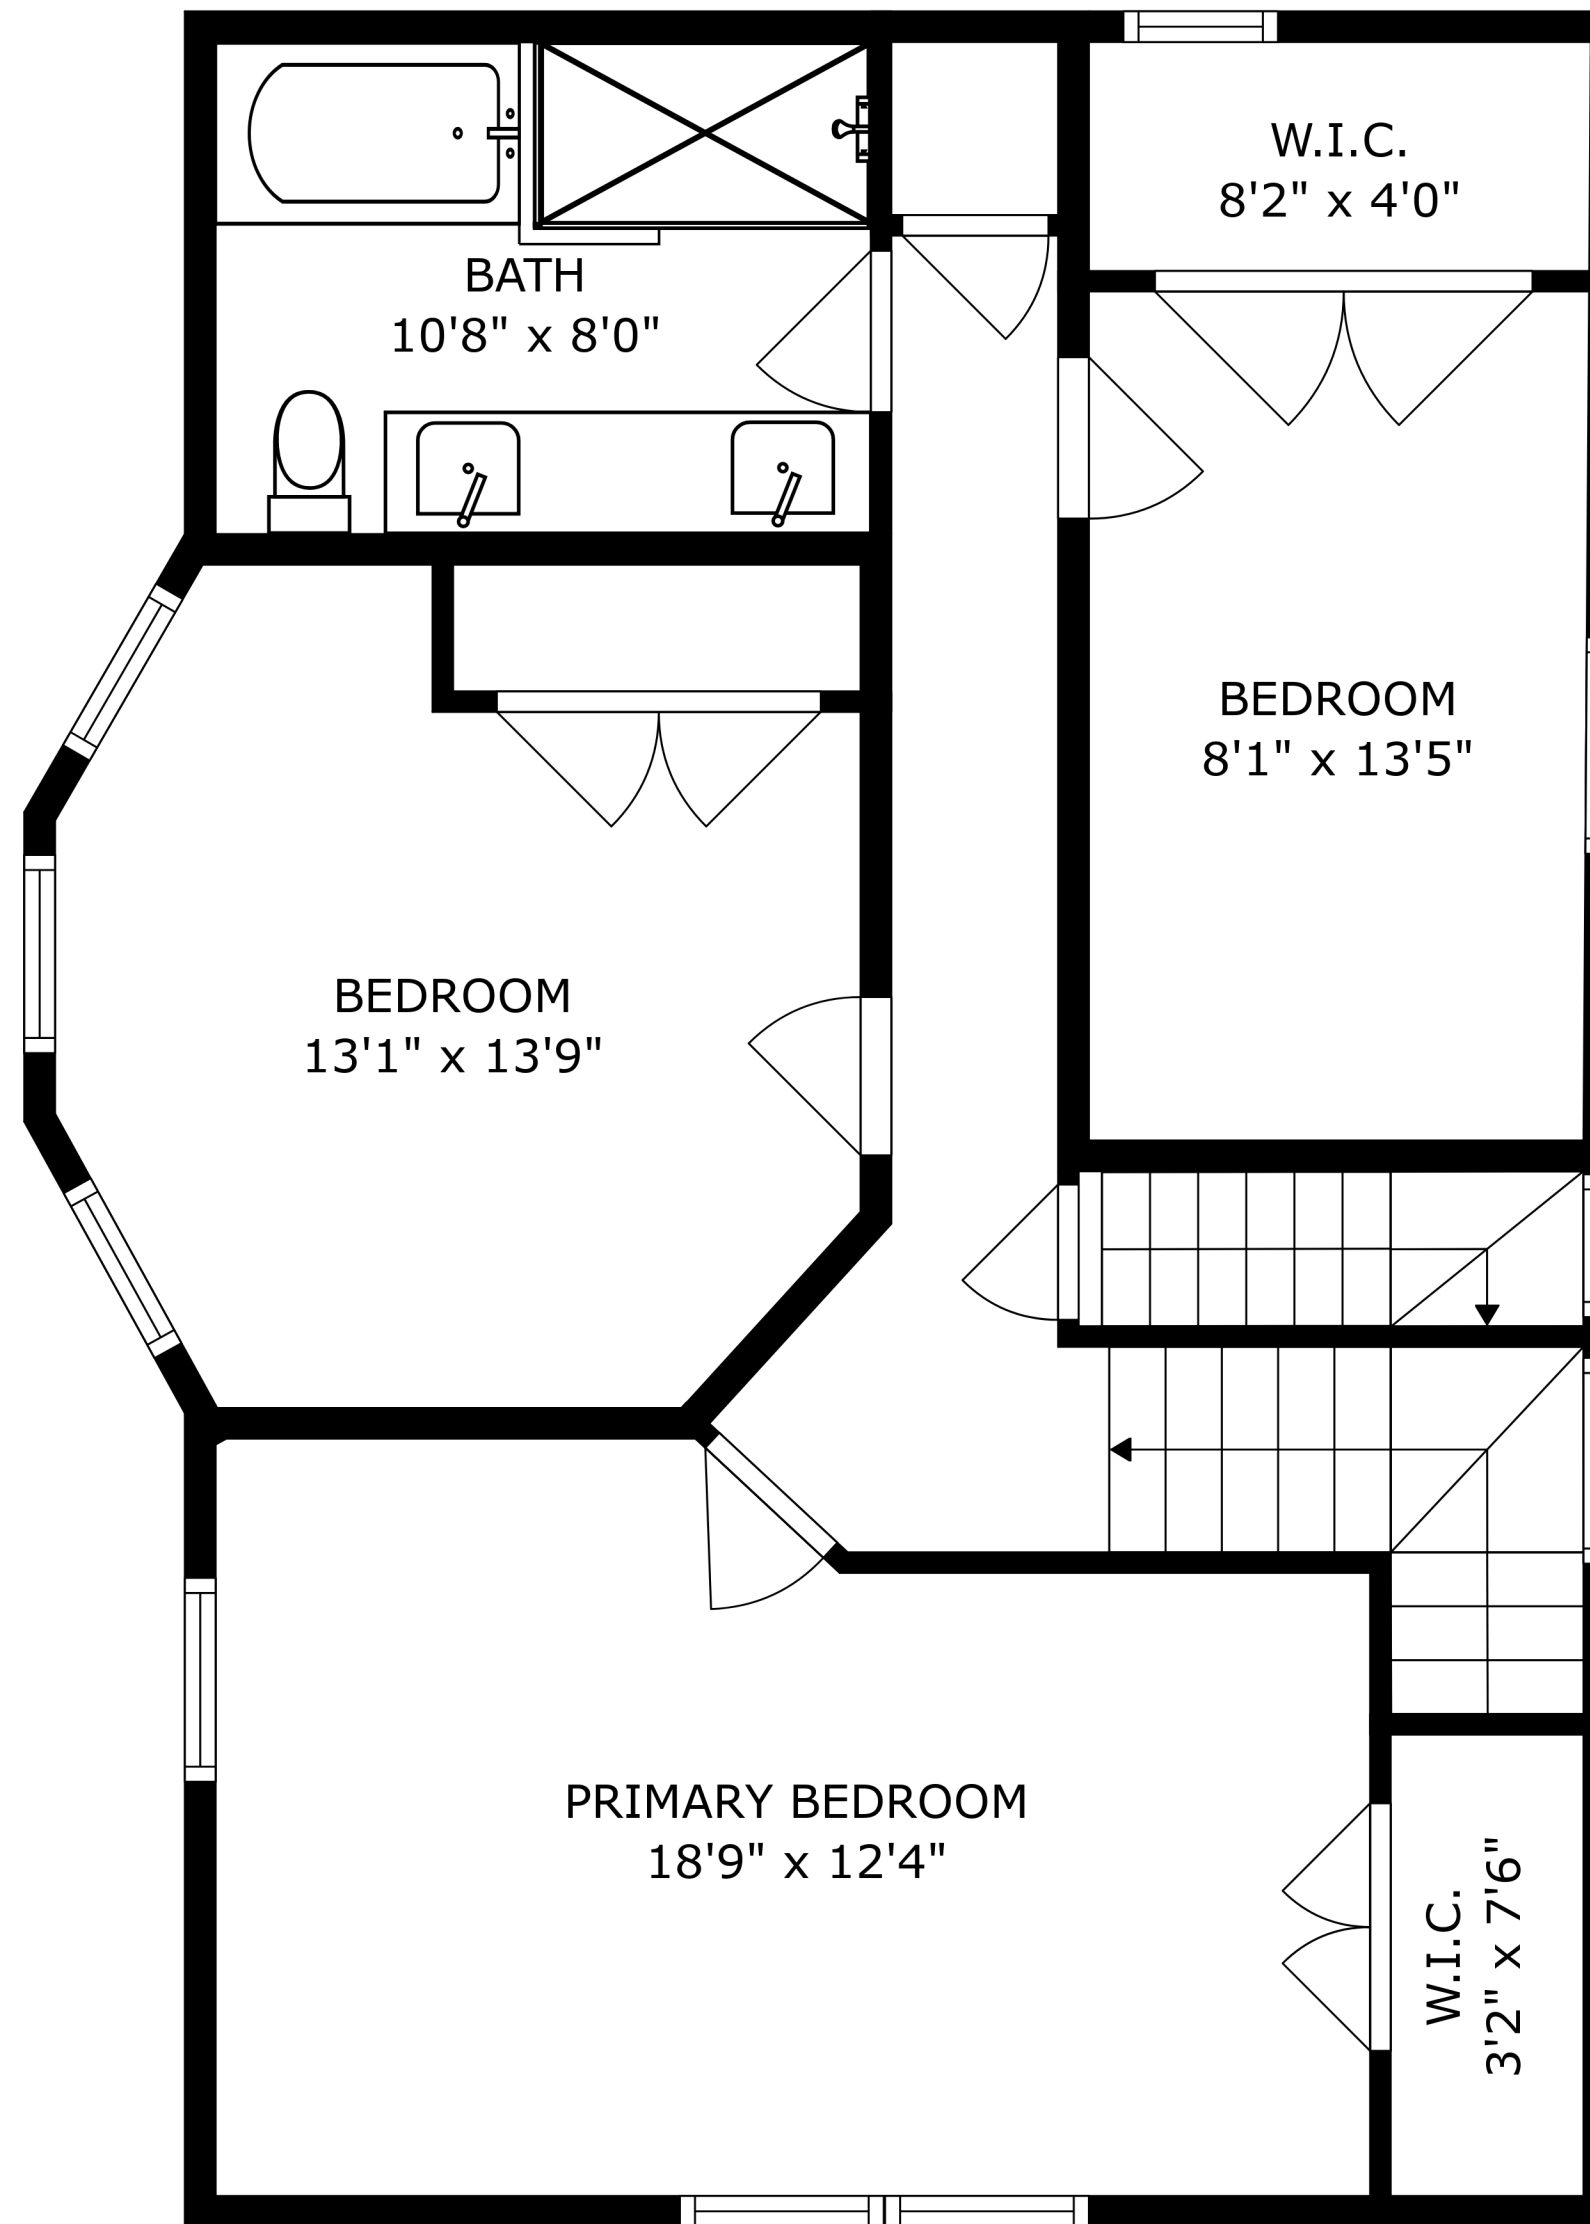 W.I.C.
8'2" x 4'0"
BATH
10'8" x 8'0"
BEDROOM
8'1" x 13'5"
BEDROOM
13'1" x 13'9"
PRIMARY BEDROOM
18'9" x 12'4"
W.I.C.
3'2" x 7'6"